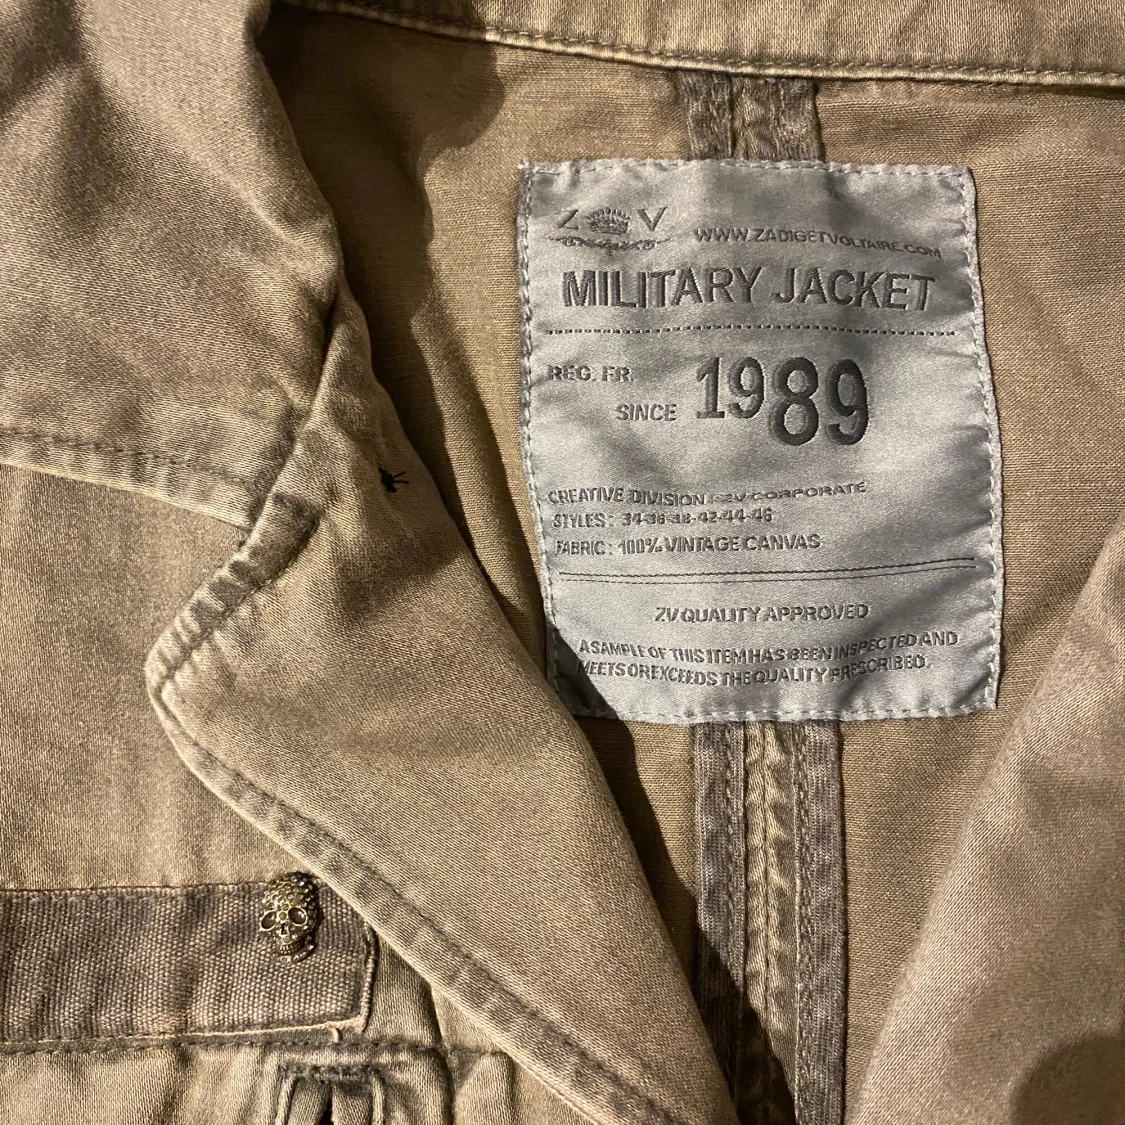 Z V
WWW.ZADIGETVOLTAIRE.COM
MILITARY JACKET
REG. FR.
SINCE 1989
CREATIVE DIVISION : ZV CORPORATE
STYLES: 34-36-38-42-44-46
FABRIC: 100% VINTAGE CANVAS
ZV QUALITY APPROVED
A SAMPLE OF THIS ITEM HAS BEEN INSPECTED AND
MEETS OR EXCEEDS THE QUALITY PRESCRIBED.